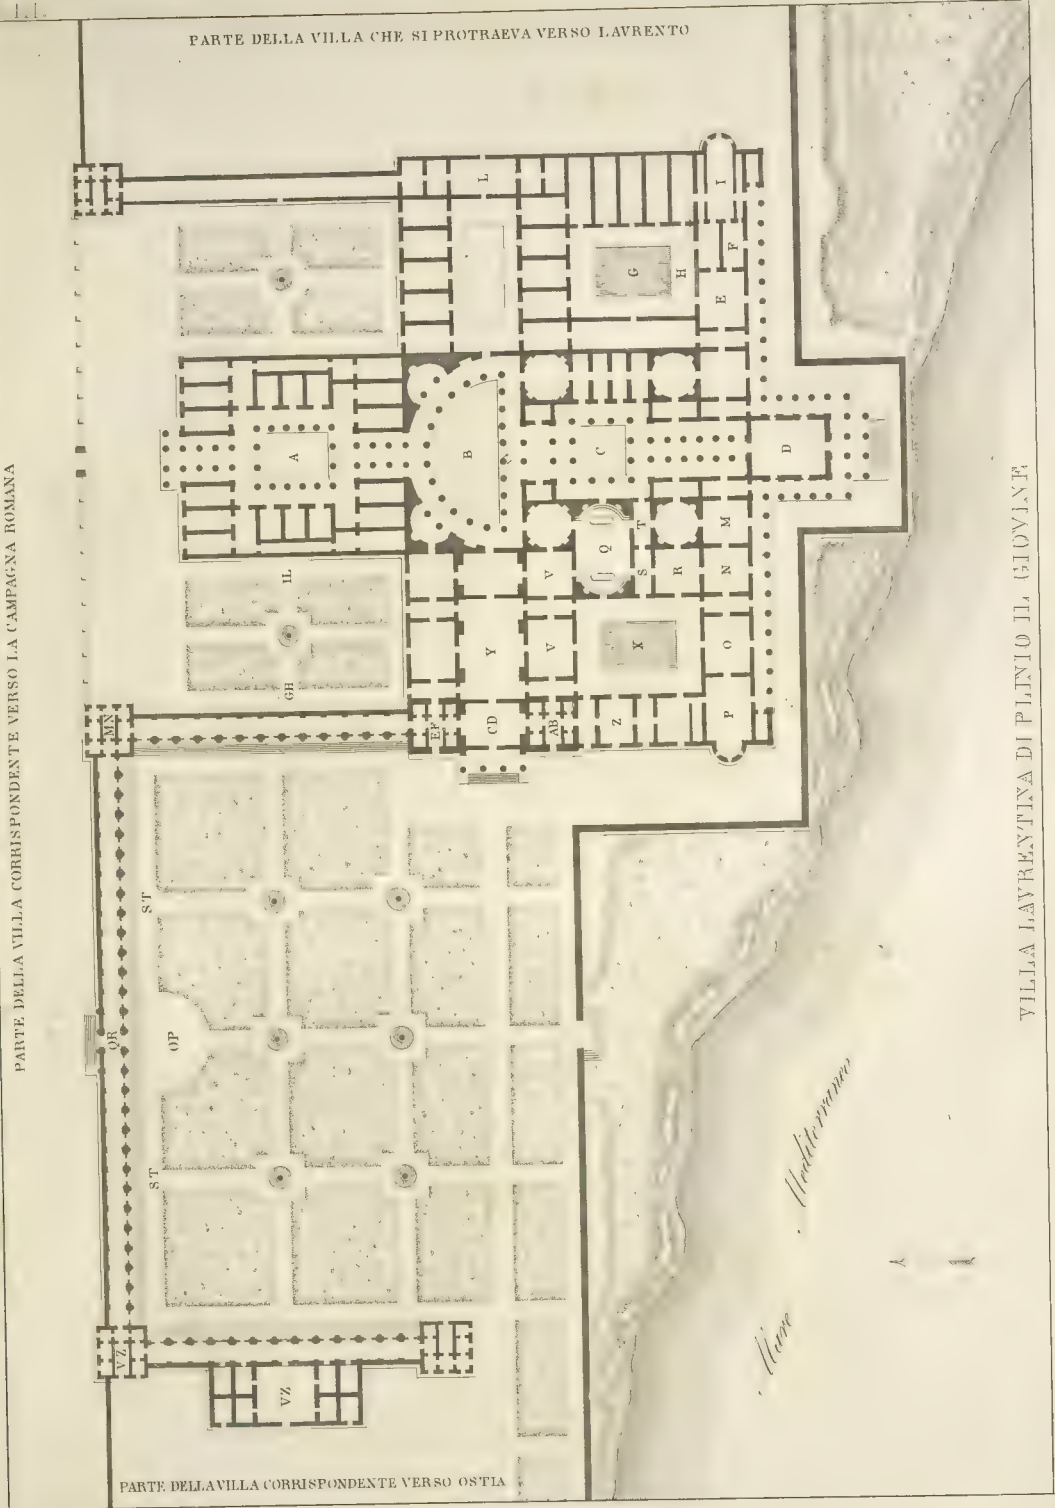 PARTE DELLA VILLA CHE SI PROTRAEVA VERSO LAVRENTO
PARTE DELLA VILLA CORRISPONDENTE VERSO LA CAMPAGNA ROMANA
L
I
F
G
H
E
A
B
C
D
IL
Q
T
M
V
S
R
N
GH
Y
V
X
O
MN
EF
CD
AB
Z
P
ST
QR
OP
ST
VZ
VZ
Mare Mediterraneo
PARTE DELLA VILLA CORRISPONDENTE VERSO OSTIA
VILLA LAVRENTINA DI PLINIO IL GIOVINE